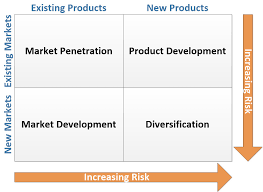 Existing Products New Products
Existing Markets
Market Penetration Product Development
Increasing Risk
New Markets
Market Development Diversification
Increasing Risk